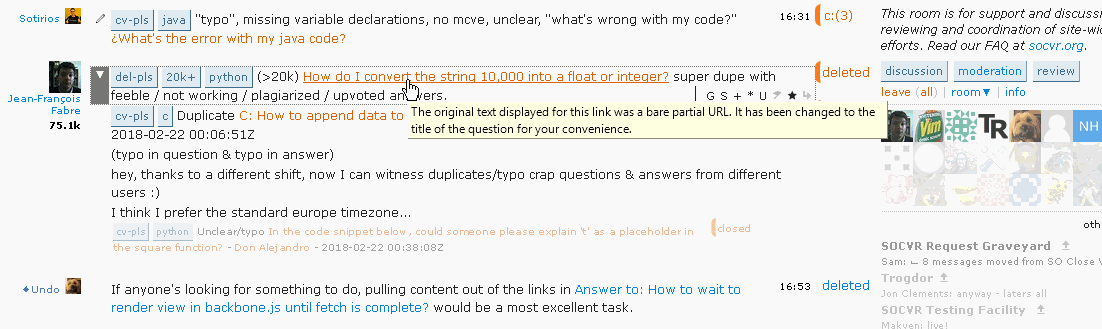 Sotirios
cv-pls java "typo", missing variable declarations, no mcve, unclear, "what's wrong with my code?"
¿What's the error with my java code?
16:31 c:(3)
Jean-François
Fabre
75.1k
del-pls 20k+ python (>20k) How do I convert the string 10,000 into a float or integer? super dupe with
feeble / not working / plagiarized / upvoted answers.
deleted
G S + * U
The original text displayed for this link was a bare partial URL. It has been changed to the
title of the question for your convenience.
cv-pls c Duplicate C: How to append data to
2018-02-22 00:06:51Z
(typo in question & typo in answer)
hey, thanks to a different shift, now I can witness duplicates/typo crap questions & answers from different
users :)
I think I prefer the standard europe timezone...
cv-pls python Unclear/typo In the code snippet below , could someone please explain 't' as a placeholder in
the square function? - Don Alejandro - 2018-02-22 00:38:08Z
closed
Undo
If anyone's looking for something to do, pulling content out of the links in Answer to: How to wait to
render view in backbone.js until fetch is complete? would be a most excellent task.
16:53 deleted
This room is for support and discussi
reviewing and coordination of site-wi
efforts. Read our FAQ at socvr.org.
discussion moderation review
leave (all) | room▼ | info
Vim
TR
NH
oth
SOCVR Request Graveyard
Sam: 8 messages moved from SO Close V
Trogdor
Jon Clements: anyway - laters all
SOCVR Testing Facility
Makyen: live!